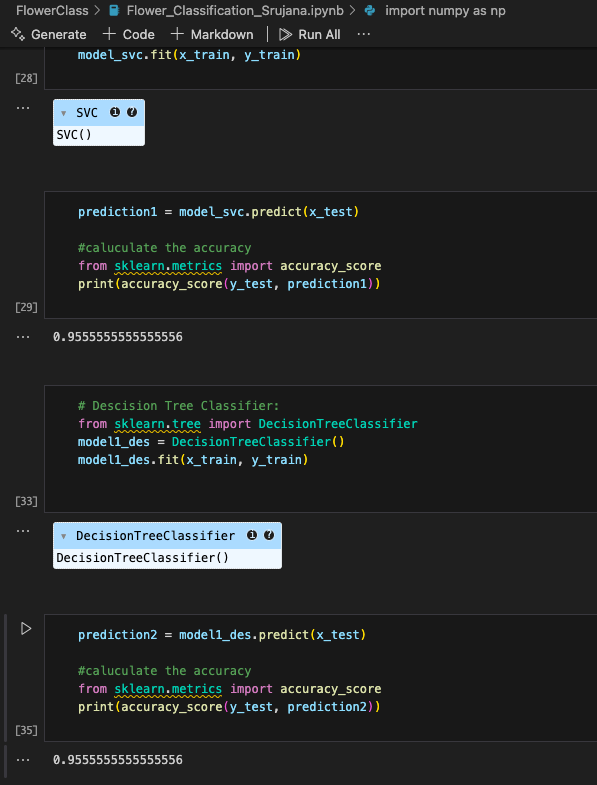 FlowerClass > Flower_Classification_Srujana.ipynb > import numpy as np
Generate + Code + Markdown | Run All ...
model_svc.fit(x_train, y_train)
[28]
... SVC i ?
SVC()
prediction1 = model_svc.predict(x_test)
#caluculate the accuracy
from sklearn.metrics import accuracy_score
print(accuracy_score(y_test, prediction1))
[29]
... 0.9555555555555556
# Descision Tree Classifier:
from sklearn.tree import DecisionTreeClassifier
model1_des = DecisionTreeClassifier()
model1_des.fit(x_train, y_train)
[33]
... DecisionTreeClassifier i ?
DecisionTreeClassifier()
prediction2 = model1_des.predict(x_test)
#caluculate the accuracy
from sklearn.metrics import accuracy_score
print(accuracy_score(y_test, prediction2))
[35]
... 0.9555555555555556